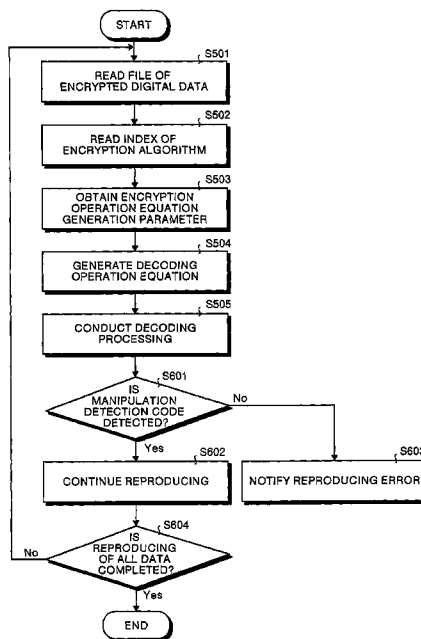 START
S501
READ FILE OF
ENCRYPTED DIGITAL DATA
S502
READ INDEX OF
ENCRYPTION ALGORITHM
S503
OBTAIN ENCRYPTION
OPERATION EQUATION
GENERATION PARAMETER
S504
GENERATE DECODING
OPERATION EQUATION
S505
CONDUCT DECODING
PROCESSING
S601
IS
MANIPULATION
DETECTION CODE
DETECTED?
No
Yes
S602
CONTINUE REPRODUCING
S603
NOTIFY REPRODUCING ERROR
S604
IS
REPRODUCING
OF ALL DATA
COMPLETED?
No
Yes
END